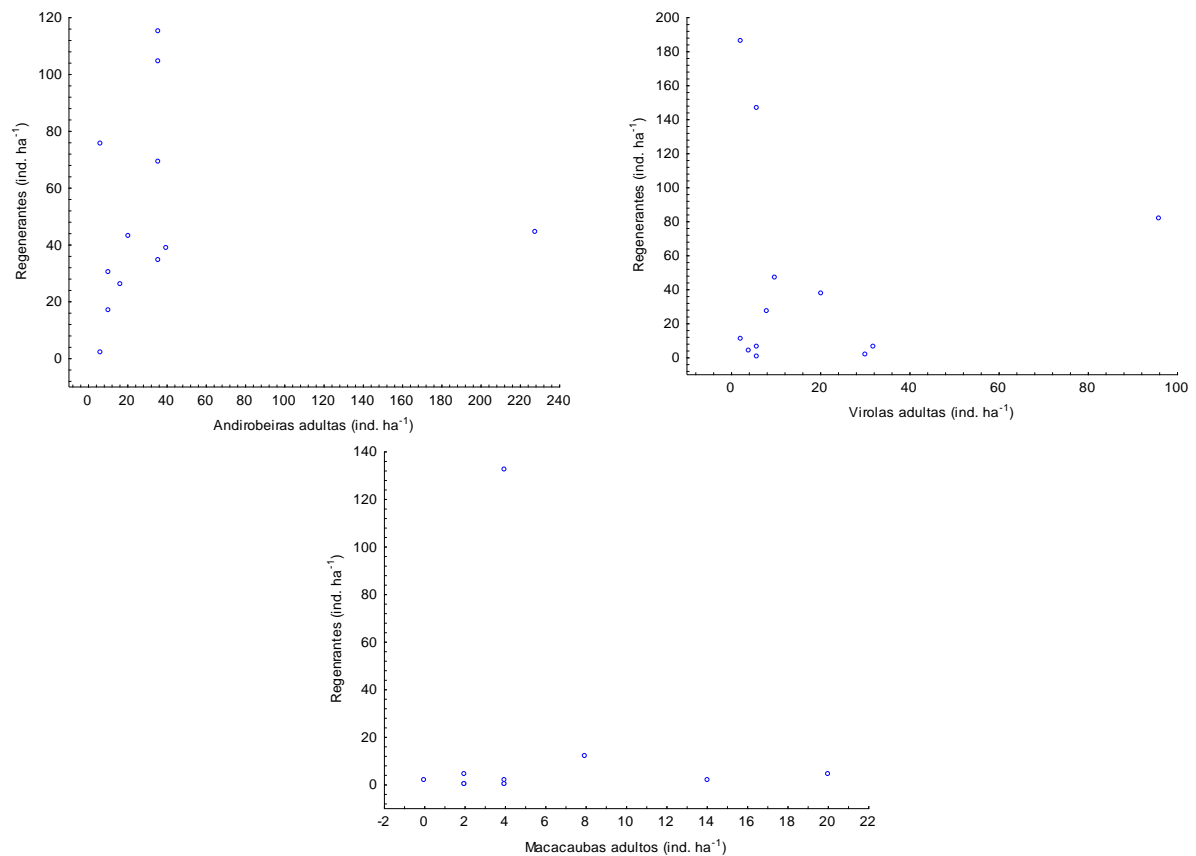 120
100
80
60
40
20
0
Regenerantes (ind. ha-1)
0 20 40 60 80 100 120 140 160 180 200 220 240
Andirobeiras adultas (ind. ha-1)
200
180
160
140
120
100
80
60
40
20
0
Regenerantes (ind. ha-1)
0 20 40 60 80 100
Virolas adultas (ind. ha-1)
140
120
100
80
60
40
20
0
Regenrantes (ind. ha-1)
-2 0 2 4 6 8 10 12 14 16 18 20 22
Macacaubas adultos (ind. ha-1)